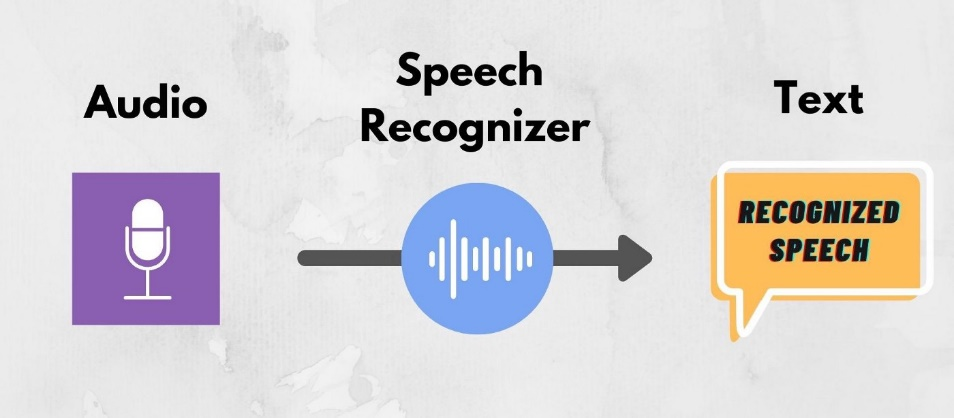 Audio
Speech
Recognizer
Text
RECOGNIZED
SPEECH